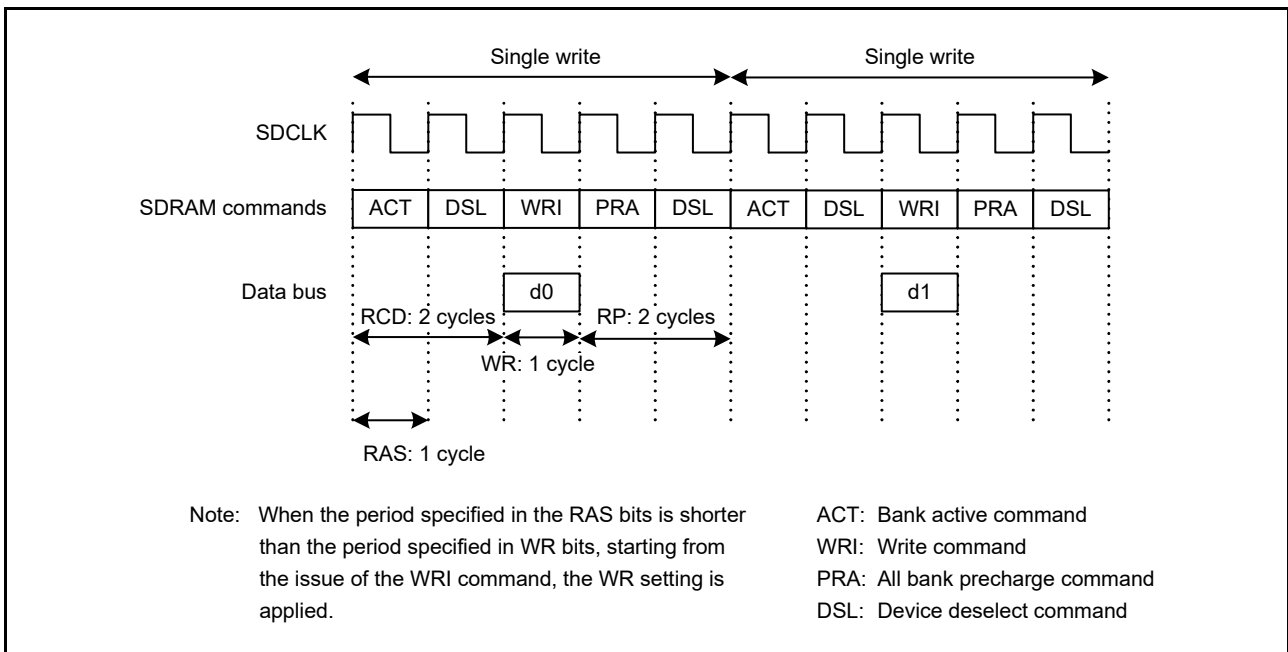 Single write Single write
SDCLK
SDRAM commands ACT DSL WRI PRA DSL ACT DSL WRI PRA DSL
Data bus d0 d1
RCD: 2 cycles RP: 2 cycles
WR: 1 cycle
RAS: 1 cycle
Note: When the period specified in the RAS bits is shorter
than the period specified in WR bits, starting from
the issue of the WRI command, the WR setting is
applied.
ACT: Bank active command
WRI: Write command
PRA: All bank precharge command
DSL: Device deselect command